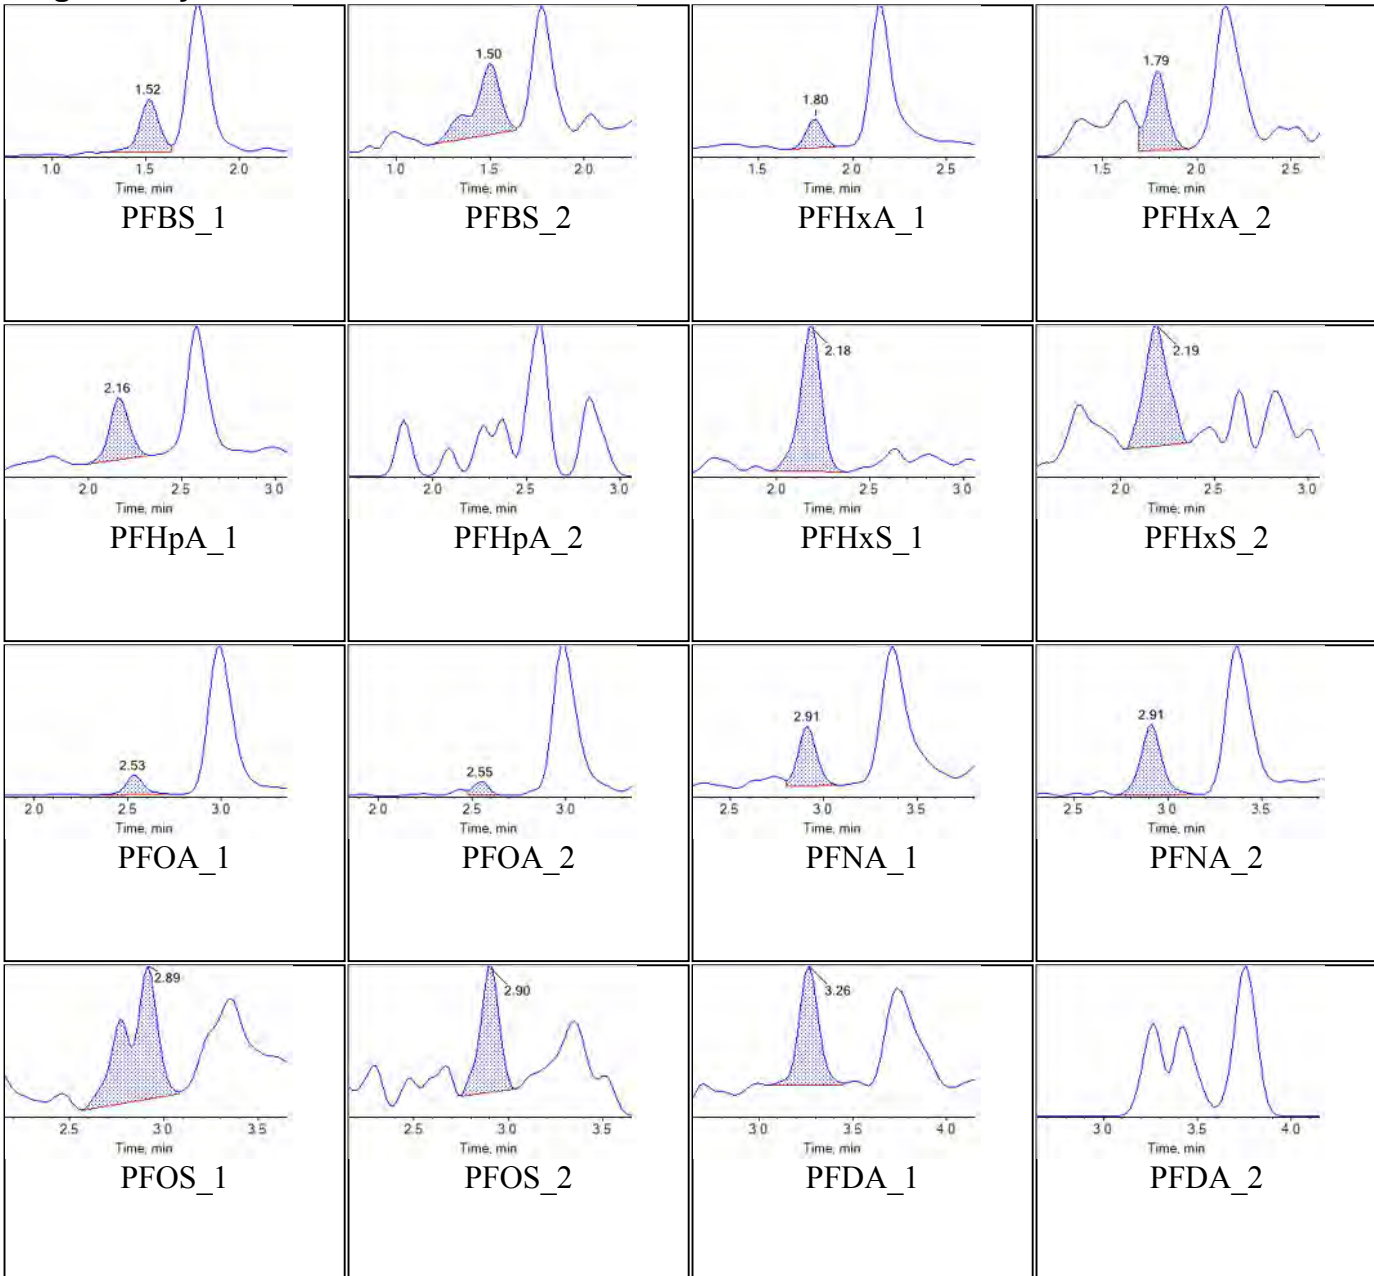 1.52
1.0 1.5 2.0
Time, min
PFBS_1
1.50
1.0 1.5 2.0
Time, min
PFBS_2
1.80
1.5 2.0 2.5
Time, min
PFHxA_1
1.79
1.5 2.0 2.5
Time, min
PFHxA_2
2.16
2.0 2.5 3.0
Time, min
PFHpA_1
2.0 2.5 3.0
Time, min
PFHpA_2
2.18
2.0 2.5 3.0
Time, min
PFHxS_1
2.19
2.0 2.5 3.0
Time, min
PFHxS_2
2.53
2.0 2.5 3.0
Time, min
PFOA_1
2.55
2.0 2.5 3.0
Time, min
PFOA_2
2.91
2.5 3.0 3.5
Time, min
PFNA_1
2.91
2.5 3.0 3.5
Time, min
PFNA_2
2.89
2.5 3.0 3.5
Time, min
PFOS_1
2.90
2.5 3.0 3.5
Time, min
PFOS_2
3.26
3.0 3.5 4.0
Time, min
PFDA_1
3.0 3.5 4.0
Time, min
PFDA_2